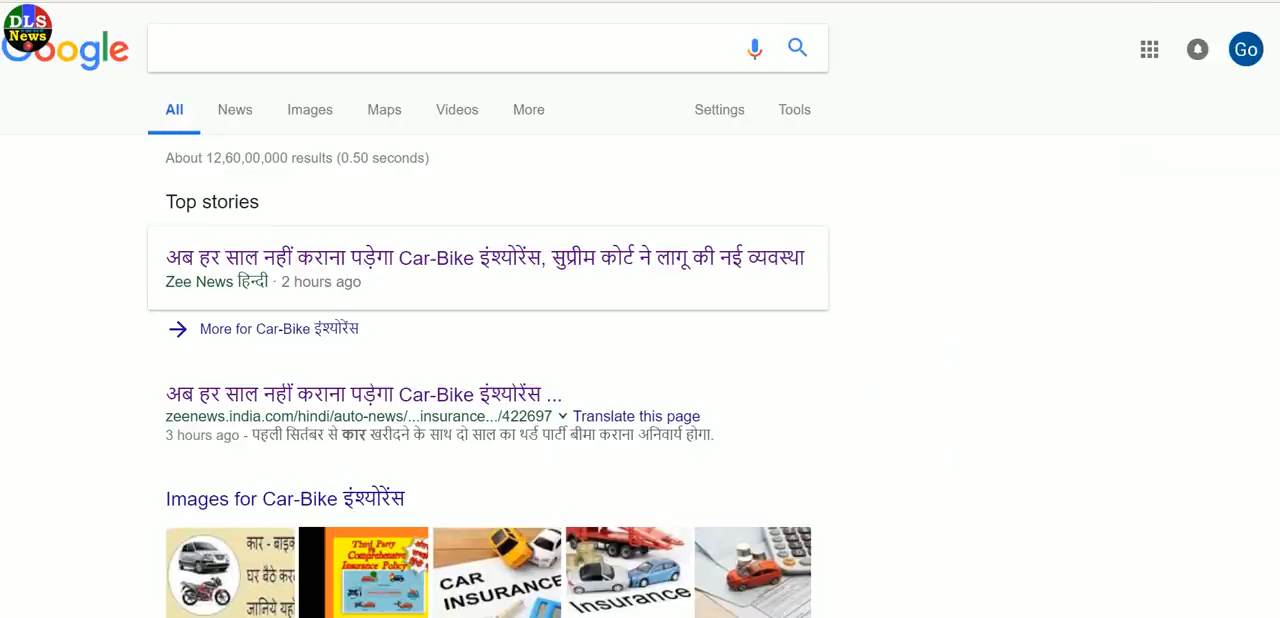 DLS
News
Google
Go
All News Images Maps Videos More Settings Tools
About 12,60,00,000 results (0.50 seconds)
Top stories
अब हर साल नहीं कराना पड़ेगा Car-Bike इंश्योरेंस, सुप्रीम कोर्ट ने लागू की नई व्यवस्था
Zee News हिन्दी · 2 hours ago
More for Car-Bike इंश्योरेंस
अब हर साल नहीं कराना पड़ेगा Car-Bike इंश्योरेंस ...
zeenews.india.com/hindi/auto-news/...insurance.../422697 Translate this page
3 hours ago - पहली सितंबर से कार खरीदने के साथ दो साल का थर्ड पार्टी बीमा कराना अनिवार्य होगा.
Images for Car-Bike इंश्योरेंस
कार - बाइक
घर बैठे कर
जानिये यहाँ
Third Party
Comprehensive
Insurance Policy
CAR
INSURANCE
Insurance